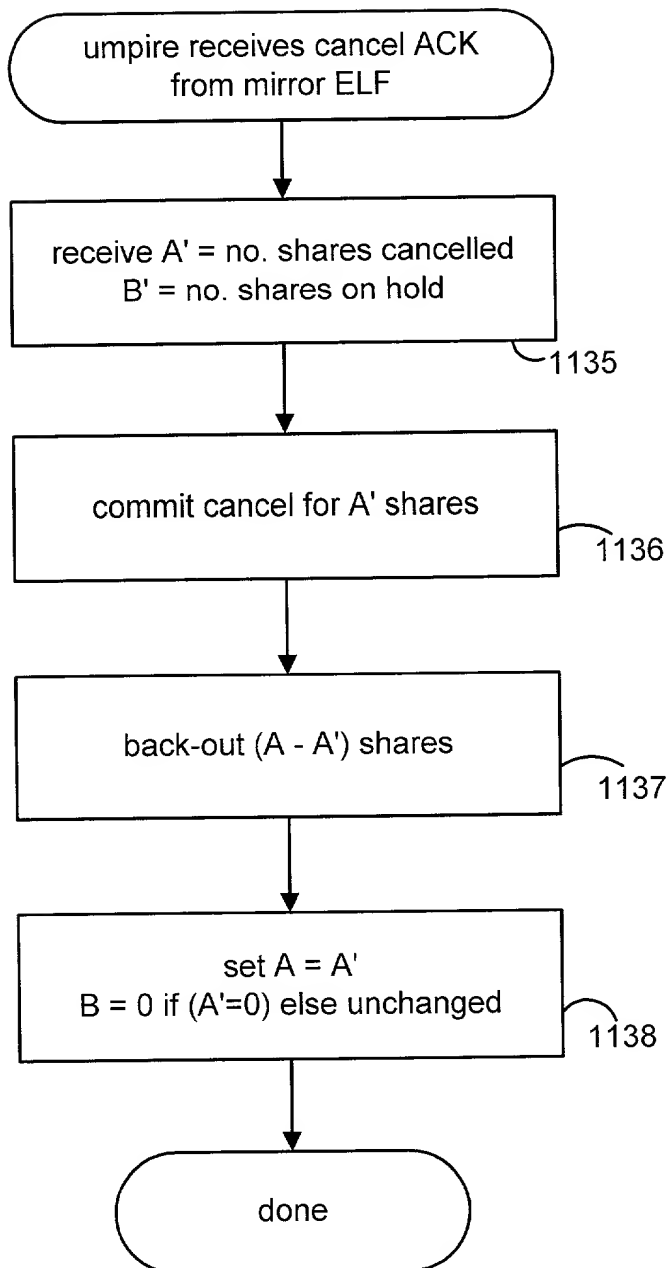 umpire receives cancel ACK
from mirror ELF
receive A' = no. shares cancelled
B' = no. shares on hold
1135
commit cancel for A' shares
1136
back-out (A - A') shares
1137
set A = A'
B = 0 if (A'=0) else unchanged
1138
done